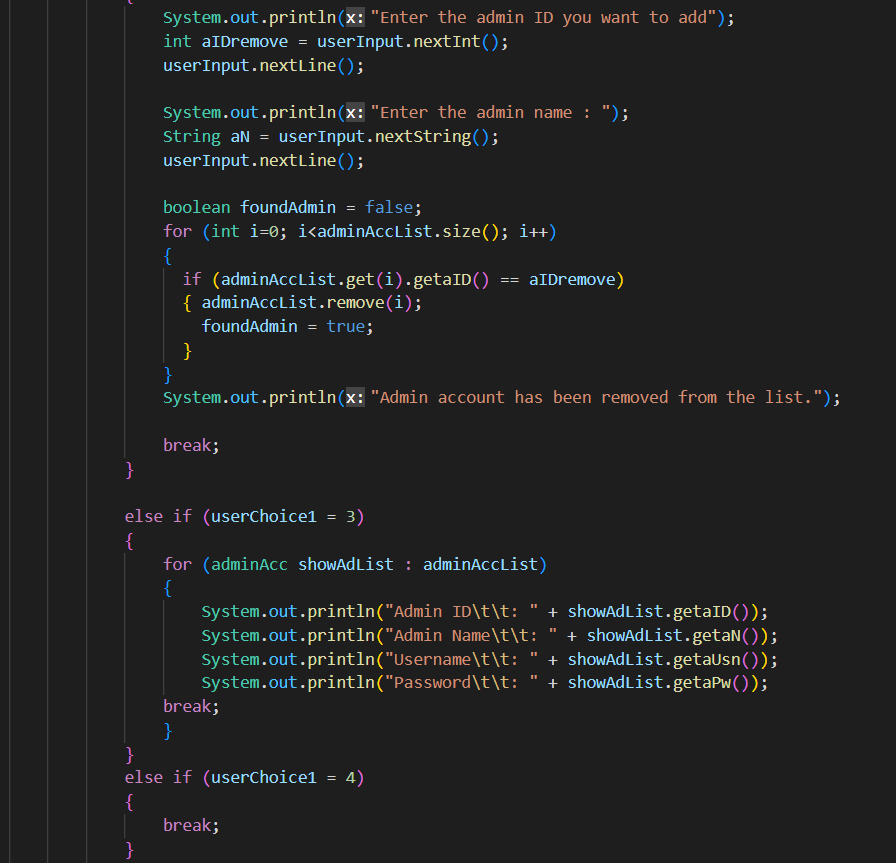 {
System.out.println(x: "Enter the admin ID you want to add");
int aIDremove = userInput.nextInt();
userInput.nextLine();
System.out.println(x: "Enter the admin name : ");
String aN = userInput.nextString();
userInput.nextLine();
boolean foundAdmin = false;
for (int i=0; i<adminAccList.size(); i++)
{
if (adminAccList.get(i).getaID() == aIDremove)
{ adminAccList.remove(i);
foundAdmin = true;
}
}
System.out.println(x: "Admin account has been removed from the list.");
break;
}
else if (userChoice1 = 3)
{
for (adminAcc showAdList : adminAccList)
{
System.out.println("Admin ID\t\t: " + showAdList.getaID());
System.out.println("Admin Name\t\t: " + showAdList.getaN());
System.out.println("Username\t\t: " + showAdList.getaUsn());
System.out.println("Password\t\t: " + showAdList.getaPw());
break;
}
}
else if (userChoice1 = 4)
{
break;
}